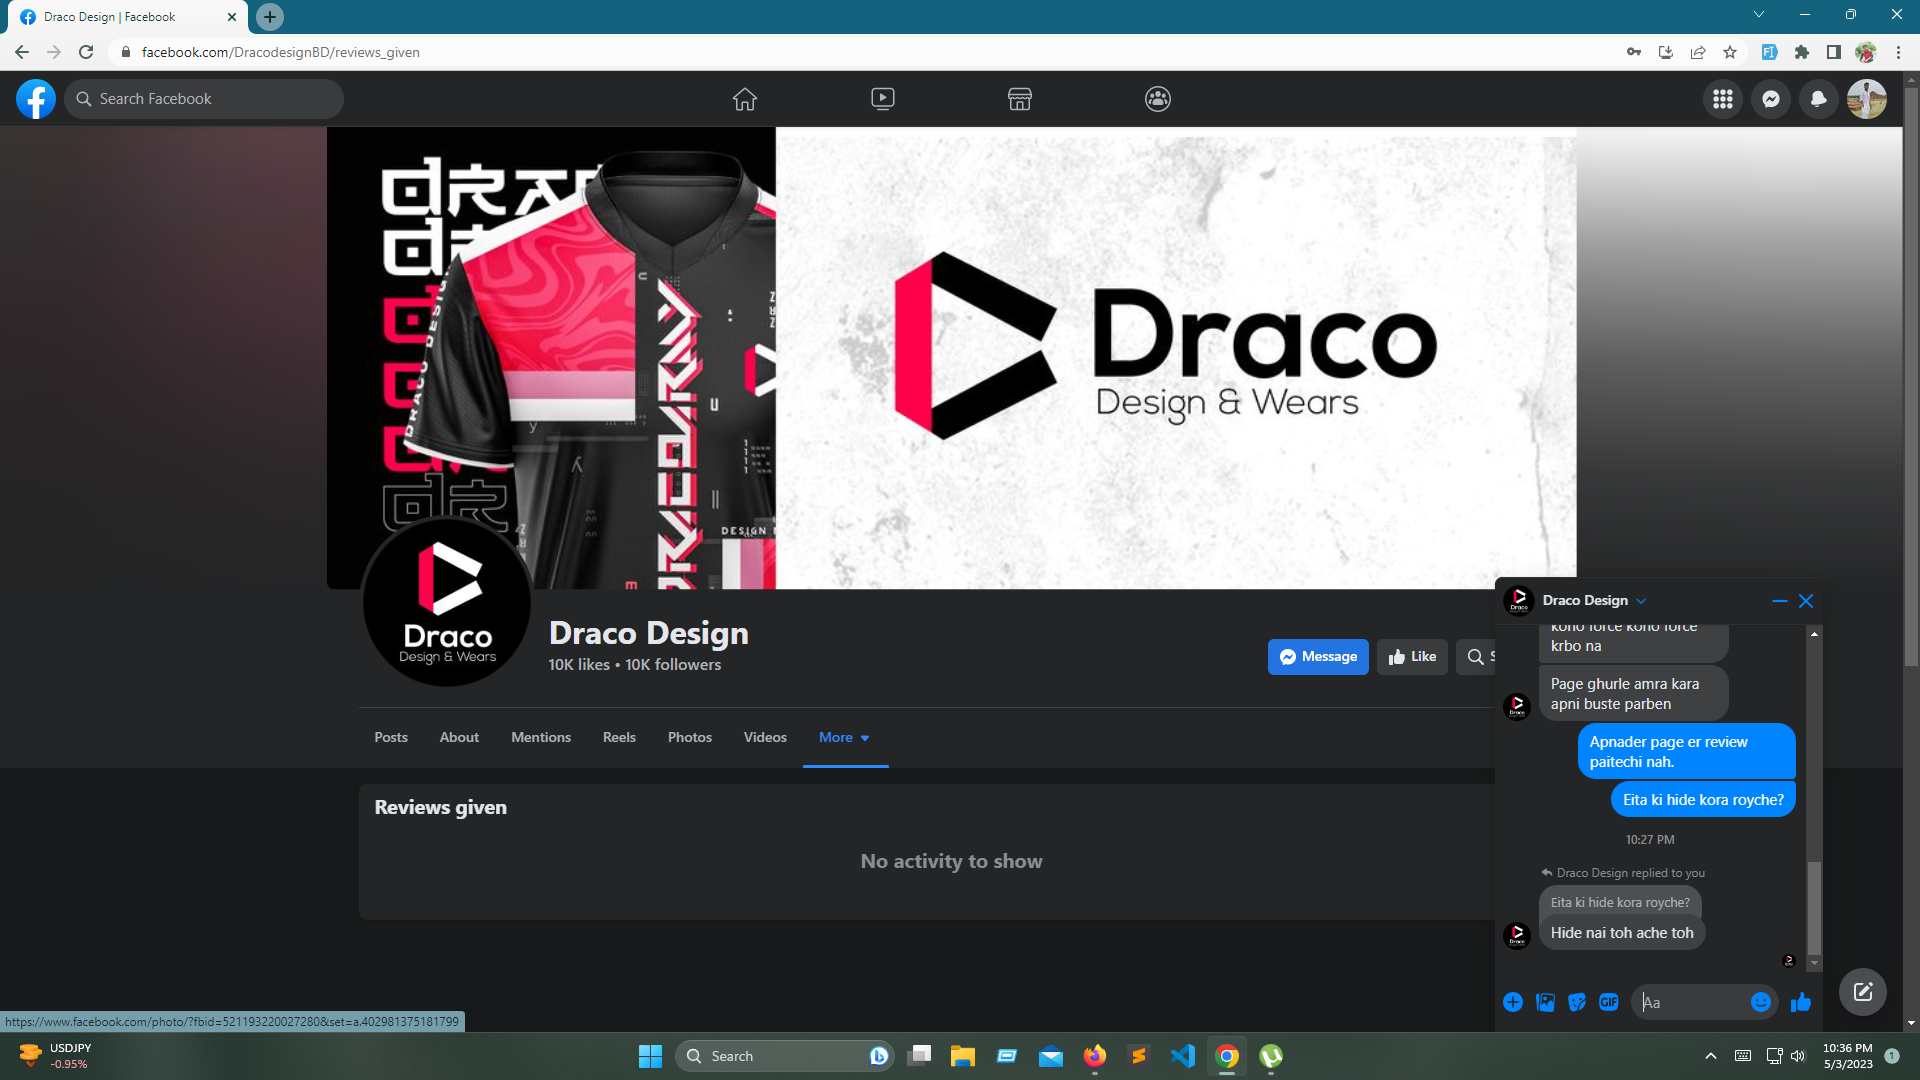 Draco Design | Facebook
facebook.com/DracodesignBD/reviews_given
Search Facebook
DRACO DESIGN
Draco
Design & Wears
Draco
Design & Wears
Draco Design
10K likes • 10K followers
Message
Like
Posts
About
Mentions
Reels
Photos
Videos
More
Reviews given
No activity to show
Draco Design
kono force kono force
krbo na
Page ghurle amra kara
apni buste parben
Apnader page er review
paitechi nah.
Eita ki hide kora royche?
10:27 PM
Draco Design replied to you
Eita ki hide kora royche?
Hide nai toh ache toh
GIF
Aa
https://www.facebook.com/photo/?fbid=521193220027280&set=a.402981375181799
USDJPY
-0.95%
Search
10:36 PM
5/3/2023
1